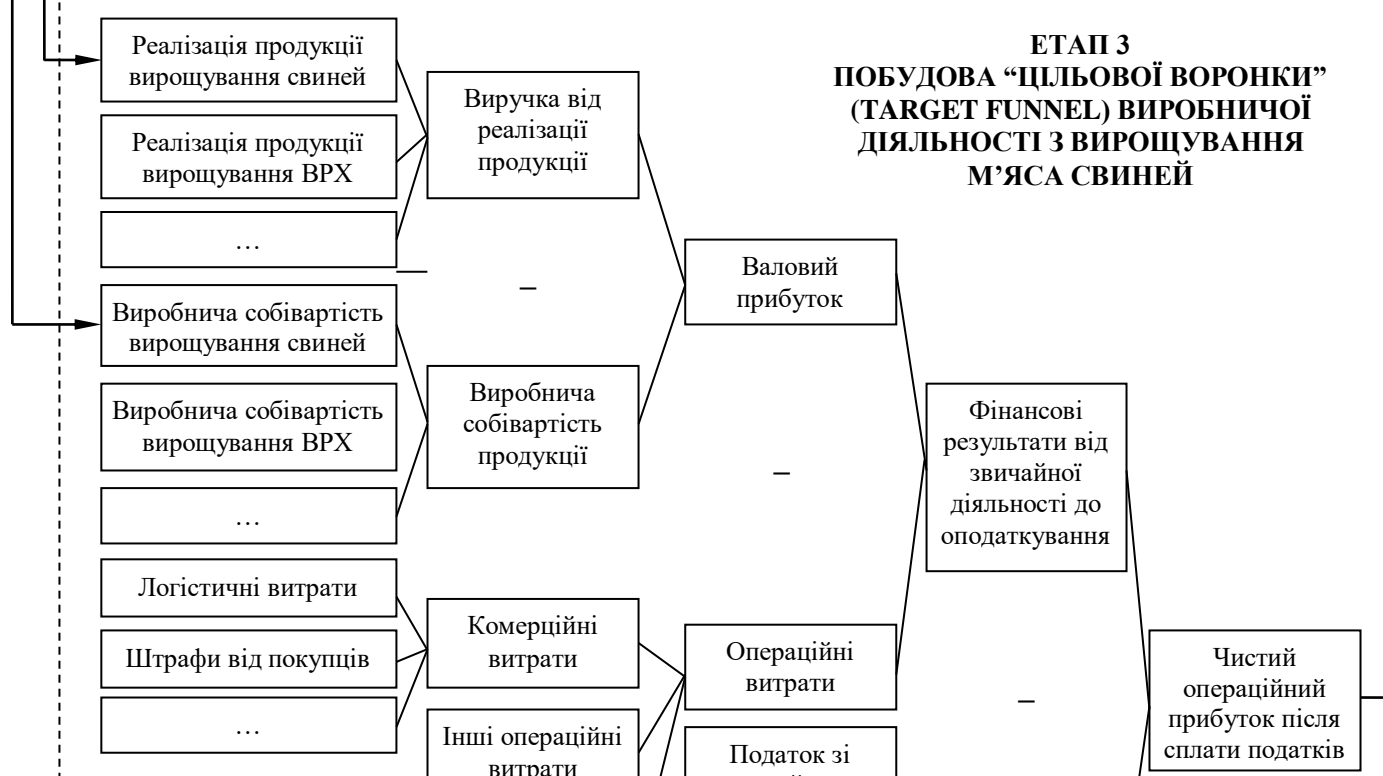 ЕТАП 3
ПОБУДОВА “ЦІЛЬОВОЇ ВОРОНКИ”
(TARGET FUNNEL) ВИРОБНИЧОЇ
ДІЯЛЬНОСТІ З ВИРОЩУВАННЯ
М’ЯСА СВИНЕЙ
Реалізація продукції
вирощування свиней
Реалізація продукції
вирощування ВРХ
…
Виробнича собівартість
вирощування свиней
Виробнича собівартість
вирощування ВРХ
…
Логістичні витрати
Штрафи від покупців
…
Виручка від
реалізації
продукції
–
Виробнича
собівартість
продукції
Комерційні
витрати
Інші операційні
витрати
Валовий
прибуток
–
Операційні
витрати
Податок зі
Фінансові
результати від
звичайної
діяльності до
оподаткування
–
Чистий
операційний
прибуток після
сплати податків